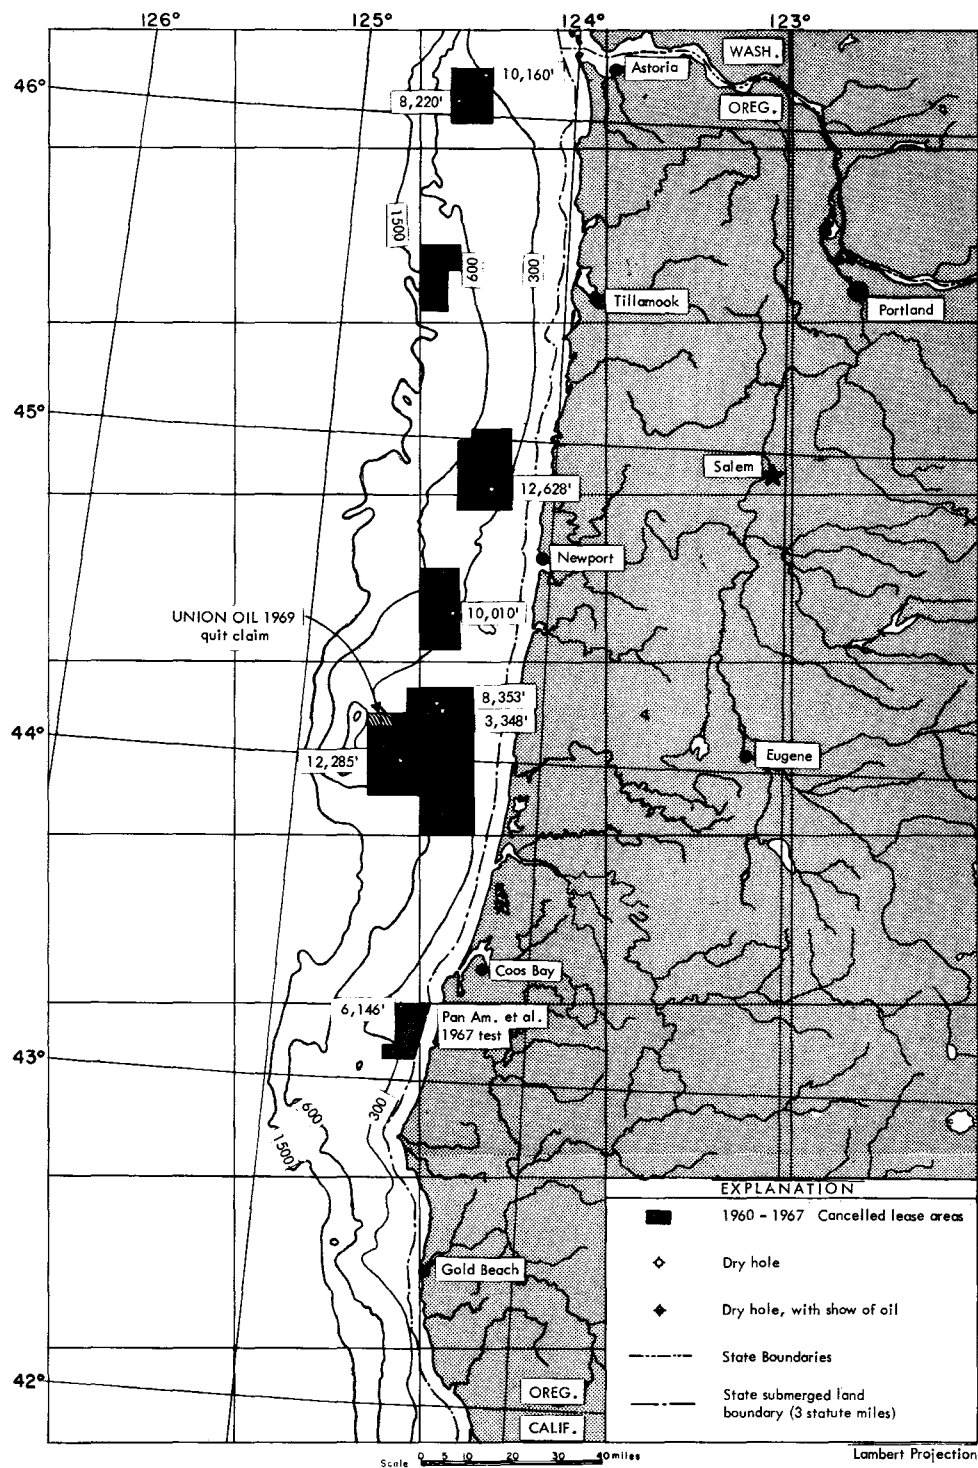 126°
125°
124°
123°
WASH.
10,160'
Astoria
46°
8,220'
OREG.
1500
600
300
Tillamook
Portland
45°
Salem
12,628'
Newport
UNION OIL 1969
quit claim
10,010'
8,353'
3,348'
44°
12,285'
Eugene
Coos Bay
6,146'
Pan Am. et al.
1967 test
43°
300
600
1500
EXPLANATION
1960 - 1967 Cancelled lease areas
Dry hole
Gold Beach
Dry hole, with show of oil
State Boundaries
42°
OREG.
State submerged land
boundary (3 statute miles)
CALIF.
Lambert Projection
Scale 0 5 10 20 30 40 miles